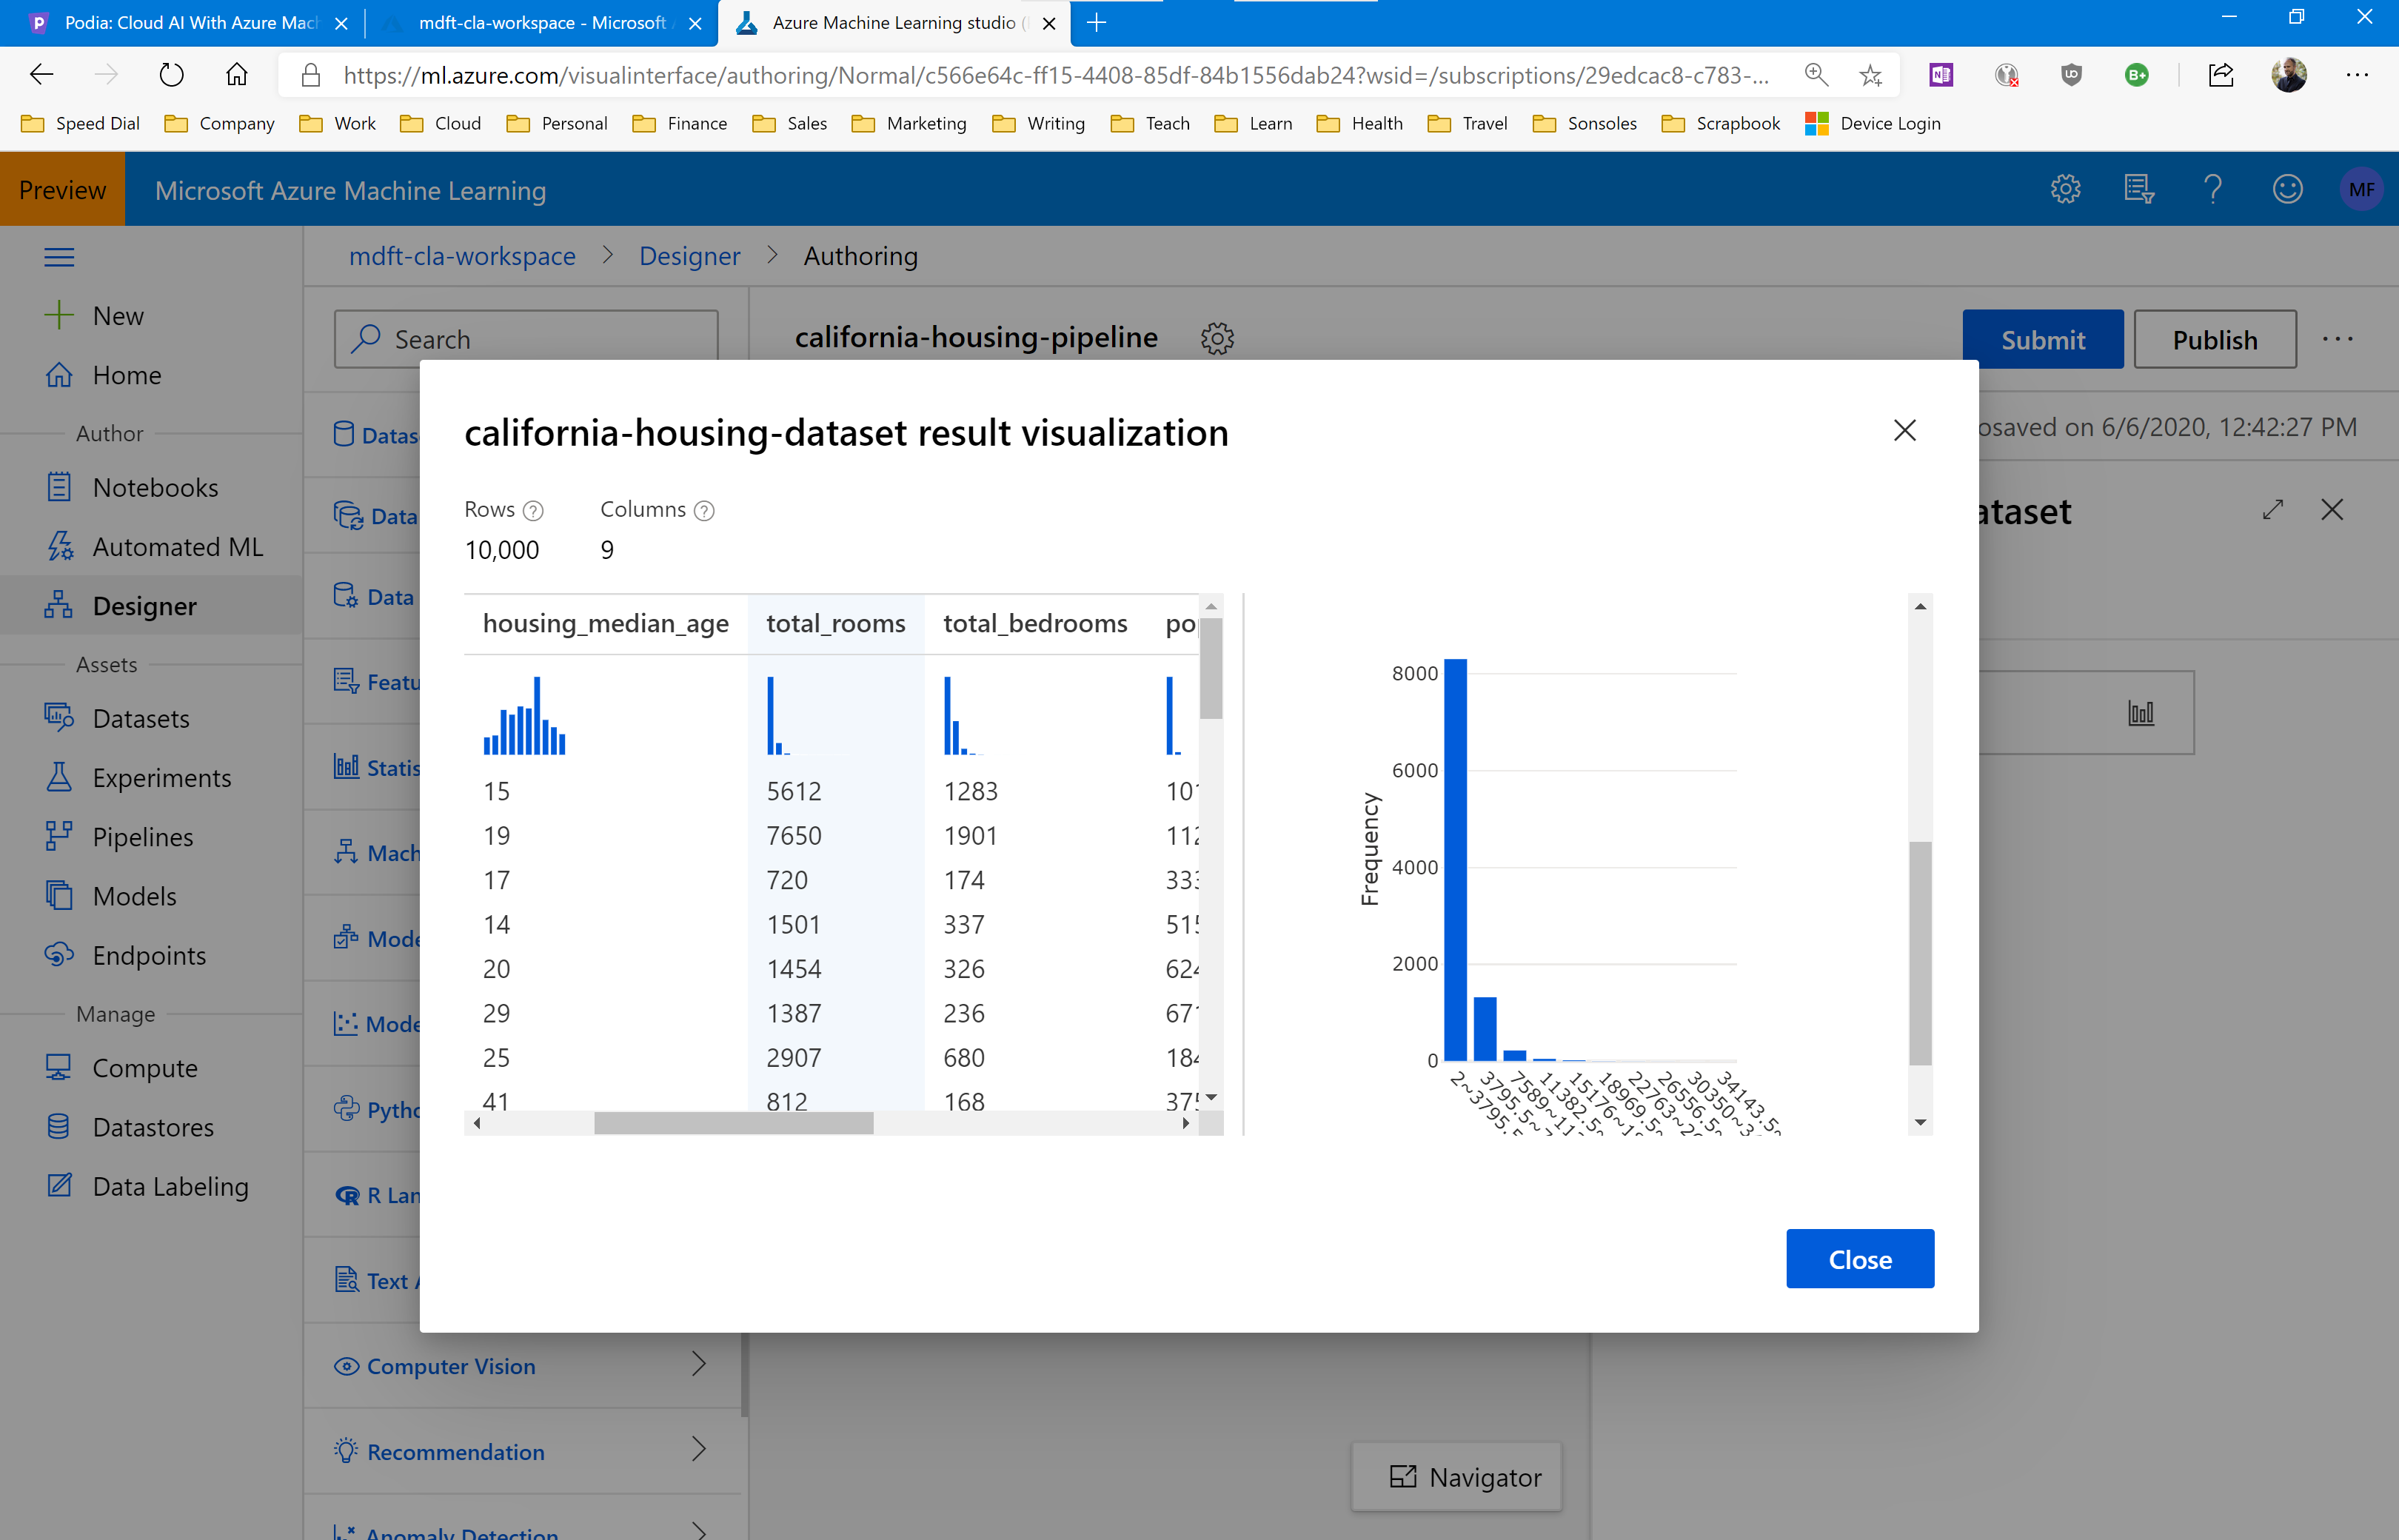 Podia: Cloud AI With Azure Mach
mdft-cla-workspace - Microsoft A
Azure Machine Learning studio (
https://ml.azure.com/visualinterface/authoring/Normal/c566e64c-ff15-4408-85df-84b1556dab24?wsid=/subscriptions/29edcac8-c783-...
Speed Dial Company Work Cloud Personal Finance Sales Marketing Writing Teach Learn Health Travel Sonsoles Scrapbook Device Login
Preview
Microsoft Azure Machine Learning
MF
mdft-cla-workspace > Designer > Authoring
New
Home
Author
Notebooks
Automated ML
Designer
Assets
Datasets
Experiments
Pipelines
Models
Endpoints
Manage
Compute
Datastores
Data Labeling
Search
california-housing-pipeline
Submit
Publish
osaved on 6/6/2020, 12:42:27 PM
ataset
Datas
Data
Data
Featu
Statis
Mach
Mode
Mode
Pytho
R Lan
Text A
Computer Vision
Recommendation
Anomaly Detection
Navigator
california-housing-dataset result visualization
Rows Columns
10,000 9
housing_median_age total_rooms total_bedrooms po
15 5612 1283 101
19 7650 1901 112
17 720 174 333
14 1501 337 515
20 1454 326 624
29 1387 236 671
25 2907 680 184
41 812 168 375
Frequency
8000
6000
4000
2000
0
2~3795.5
3795.5~7
7589~11
11382.5~
15176~18
18969.5~
22763~26
26556.5~
30350~3
34143.5~
Close